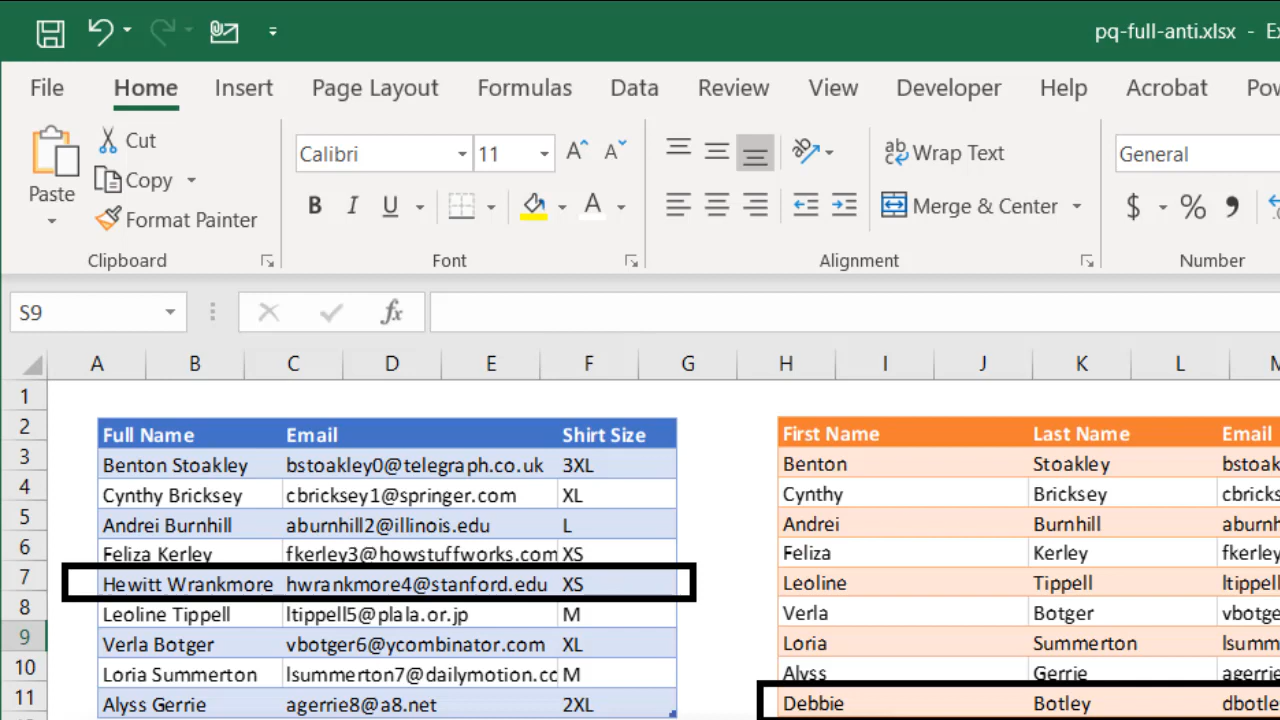 pq-full-anti.xlsx - Ex
File Home Insert Page Layout Formulas Data Review View Developer Help Acrobat Pow
Paste
Cut
Copy
Format Painter
Clipboard
Calibri 11 A A
B I U A
Font
ab Wrap Text
Merge & Center
Alignment
General
$ % ,
Number
S9 fx
A B C D E F G H I J K L M
1
2 Full Name Email Shirt Size First Name Last Name Email
3 Benton Stoakley bstoakley0@telegraph.co.uk 3XL Benton Stoakley bstoak
4 Cynthy Bricksey cbricksey1@springer.com XL Cynthy Bricksey cbricks
5 Andrei Burnhill aburnhill2@illinois.edu L Andrei Burnhill aburnh
6 Feliza Kerley fkerley3@howstuffworks.com XS Feliza Kerley fkerley
7 Hewitt Wrankmore hwrankmore4@stanford.edu XS Leoline Tippell ltippell
8 Leoline Tippell ltippell5@plala.or.jp M Verla Botger vbotge
9 Verla Botger vbotger6@ycombinator.com XL Loria Summerton lsumm
10 Loria Summerton lsummerton7@dailymotion.cc M Alyss Gerrie agerrie
11 Alyss Gerrie agerrie8@a8.net 2XL Debbie Botley dbotle